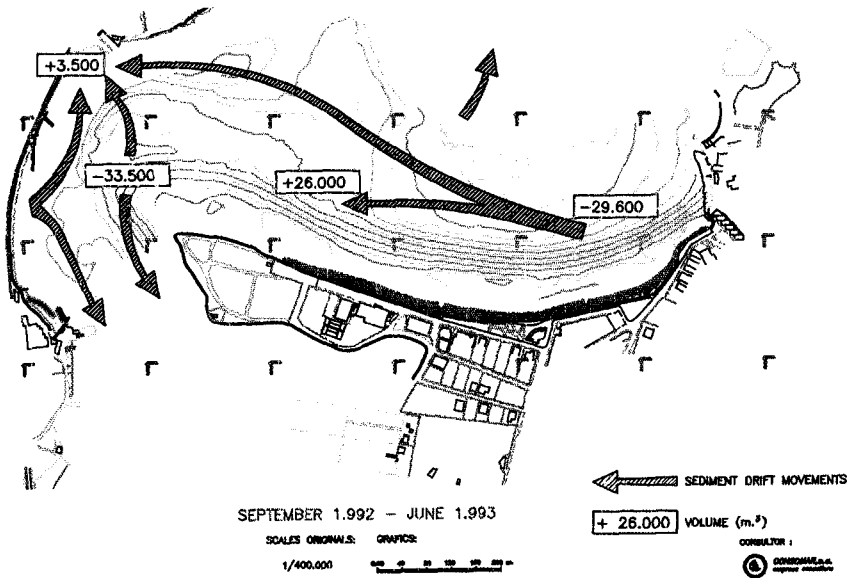 +3.500
-33.500
+26.000
-29.600
SEDIMENT DRIFT MOVEMENTS
SEPTEMBER 1.992 - JUNE 1.993
+ 26.000 VOLUME (m.³)
SCALES ORIGINALS: GRAFICS:
1/400.000
CONSULTOR :